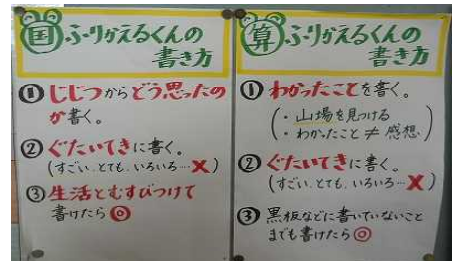 国ふりかえるくんの
書き方
①じじつからどう思ったの
か書く。
②ぐたいてきに書く。
(すごい、とても、いろいろ…✗)
③生活とむすびつけて
書けたら◎
算ふりかえるくんの
書き方
①わかったことを書く。
(・山場を見つける
・わかったこと≠感想)
②ぐたいてきに書く。
(すごい、とても、いろいろ…✗)
③黒板などに書いていないこと
までも書けたら◎